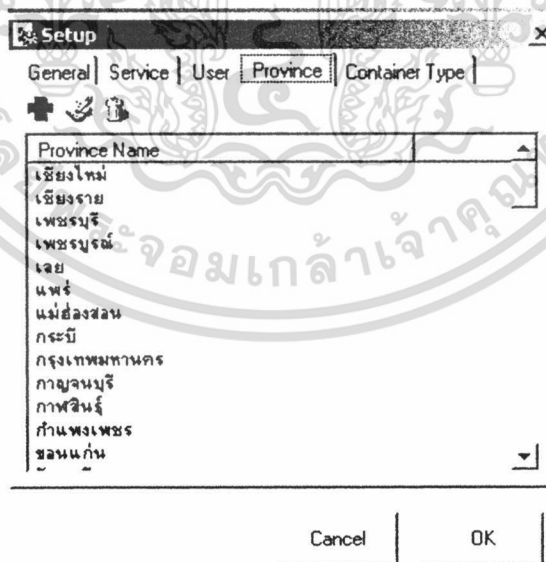 Setup
General Service User Province Container Type
Province Name
เชียงใหม่
เชียงราย
เพชรบุรี
เพชรบูรณ์
เลย
แพร่
แม่ฮ่องสอน
กระบี่
กรุงเทพมหานคร
กาญจนบุรี
กาฬสินธุ์
กำแพงเพชร
ขอนแก่น
Cancel OK